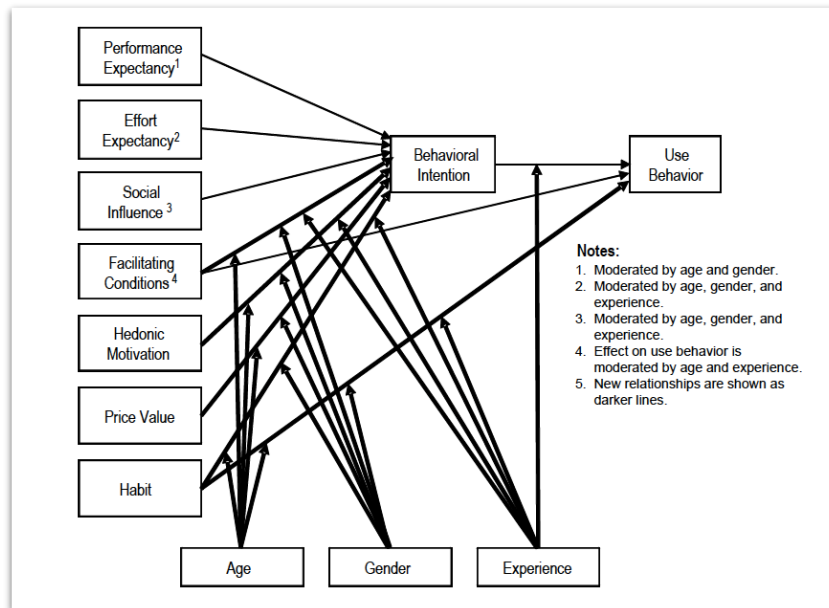 Performance
Expectancy1
Effort
Expectancy2
Social
Influence 3
Facilitating
Conditions 4
Hedonic
Motivation
Price Value
Habit
Behavioral
Intention
Use
Behavior
Notes:
1. Moderated by age and gender.
2. Moderated by age, gender, and
experience.
3. Moderated by age, gender, and
experience.
4. Effect on use behavior is
moderated by age and experience.
5. New relationships are shown as
darker lines.
Age
Gender
Experience